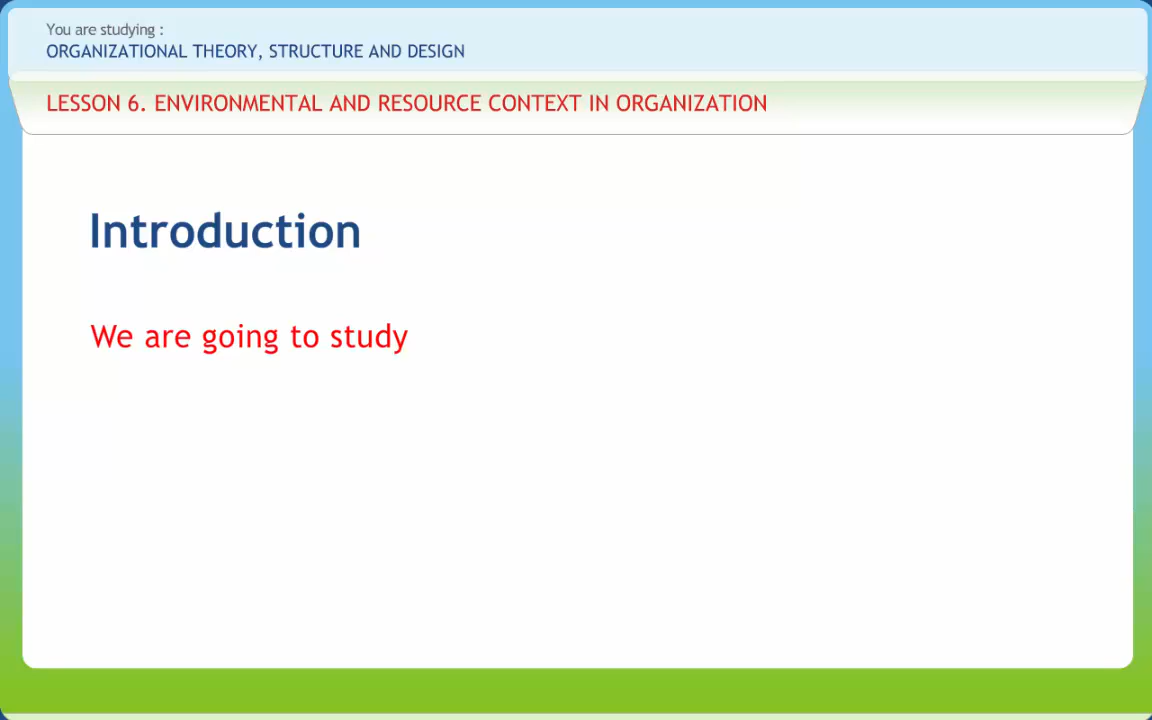 You are studying :
ORGANIZATIONAL THEORY, STRUCTURE AND DESIGN
LESSON 6. ENVIRONMENTAL AND RESOURCE CONTEXT IN ORGANIZATION
Introduction
We are going to study